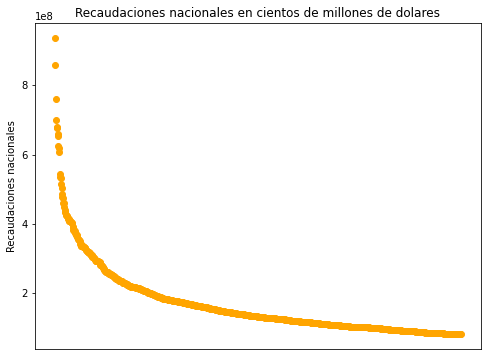 Recaudaciones nacionales en cientos de millones de dolares
1e8
8
6
4
2
Recaudaciones nacionales